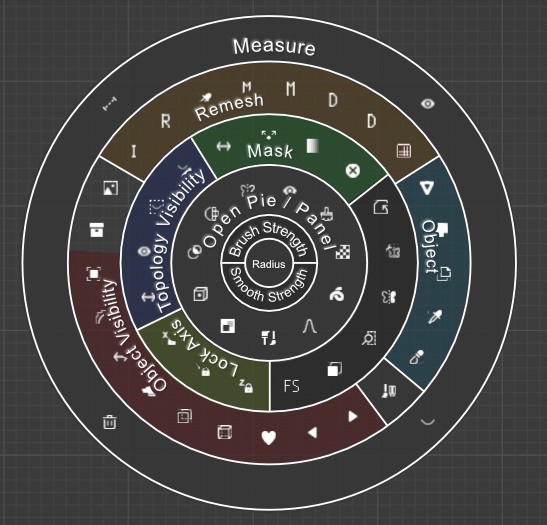 Measure
Remesh
I
R
M
M
D
D
Mask
Topology Visibility
Open Pie / Panel
Object
Brush Strength
Radius
Smooth Strength
Lock Axis
X
Z
Object Visibility
FS